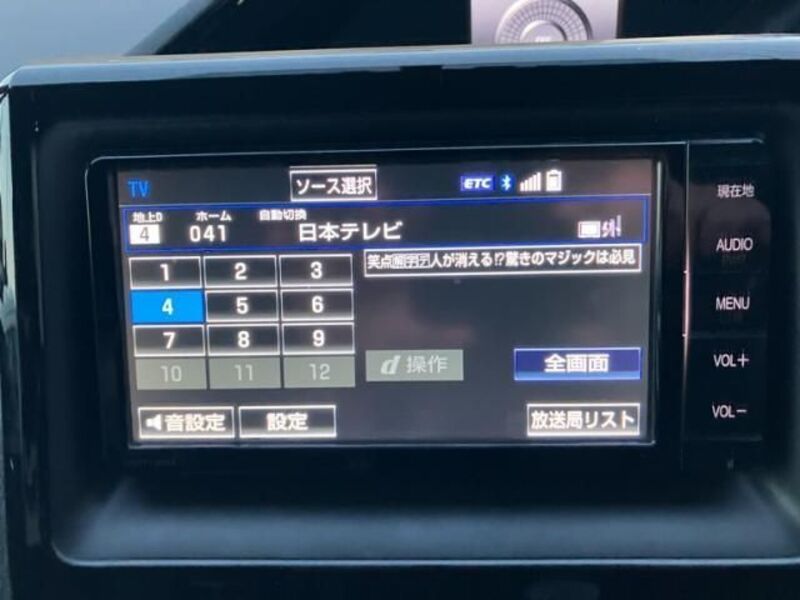 TV
ソース選択
ETC
地上D ホーム 自動切換
4 041 日本テレビ
笑点[解][字][デ]人が消える!?驚きのマジックは必見
1 2 3
4 5 6
7 8 9
10 11 12
d 操作
全画面
音設定
設定
放送局リスト
現在地
AUDIO
MENU
VOL+
VOL−